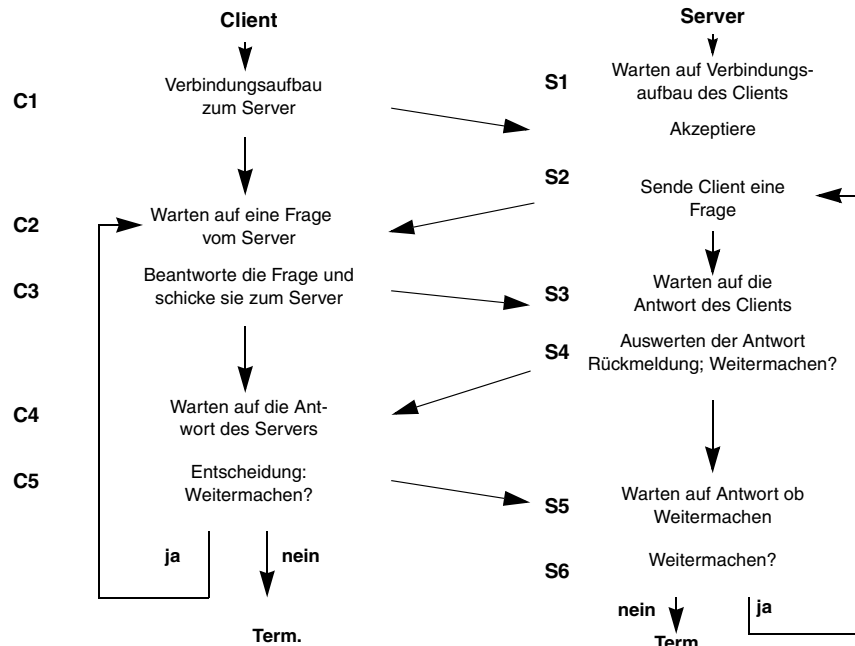 Client
C1
Verbindungsaufbau
zum Server
C2
Warten auf eine Frage
vom Server
C3
Beantworte die Frage und
schicke sie zum Server
C4
Warten auf die Ant-
wort des Servers
C5
Entscheidung:
Weitermachen?
ja
nein
Term.
Server
S1
Warten auf Verbindungs-
aufbau des Clients
Akzeptiere
S2
Sende Client eine
Frage
S3
Warten auf die
Antwort des Clients
S4
Auswerten der Antwort
Rückmeldung; Weitermachen?
S5
Warten auf Antwort ob
Weitermachen
S6
Weitermachen?
nein
ja
Term